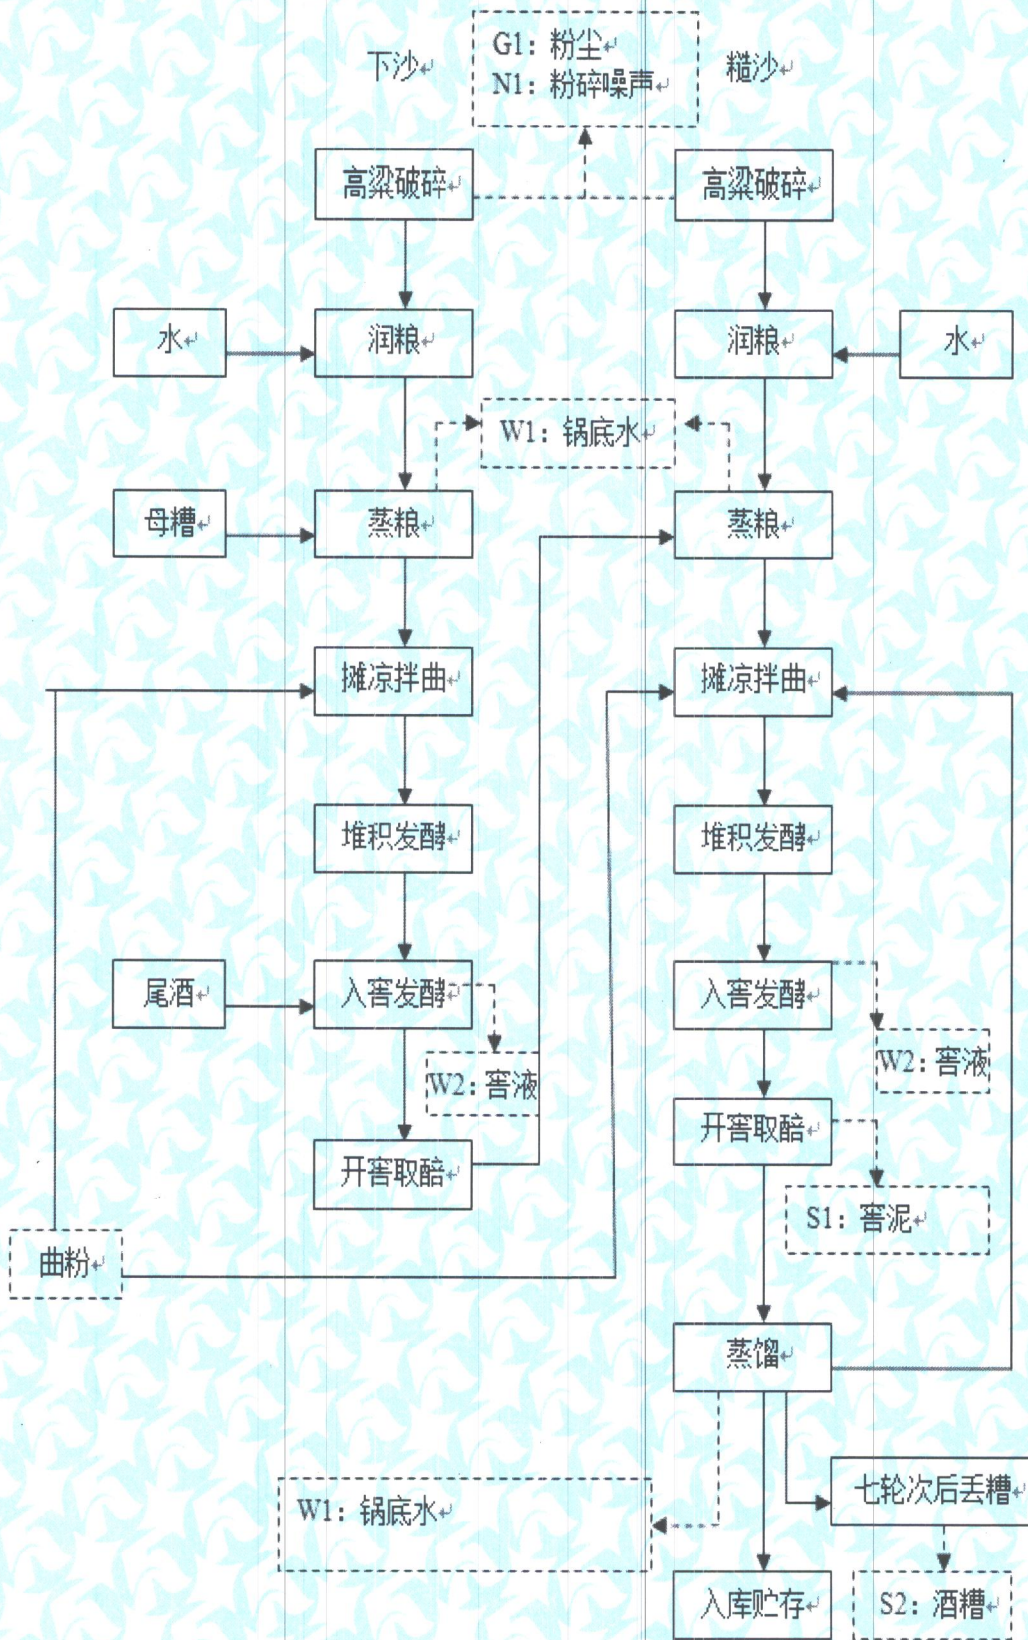 下沙
G1：粉尘
N1：粉碎噪声
糙沙
高粱破碎
高粱破碎
水
润粮
润粮
水
W1：锅底水
母糟
蒸粮
蒸粮
摊凉拌曲
摊凉拌曲
堆积发酵
堆积发酵
尾酒
入窖发酵
入窖发酵
W2：窖液
W2：窖液
开窖取醅
开窖取醅
S1：窖泥
曲粉
蒸馏
W1：锅底水
七轮次后丢糟
入库贮存
S2：酒糟